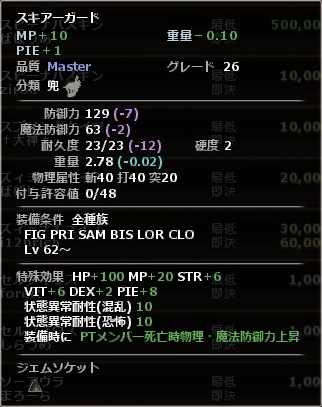 スキアーガード
MP＋10 重量－0.10
PIE＋1
品質 Master グレード 26
分類 兜
防御力 129 (-7)
魔法防御力 63 (-2)
耐久度 23/23 (-12) 硬度 2
重量 2.78 (-0.02)
物理属性 斬40 打40 突20
付与許容値 0/48
装備条件 全種族
FIG PRI SAM BIS LOR CLO
Lv 62～
特殊効果 HP+100 MP+20 STR+6
VIT+6 DEX+2 PIE+8
状態異常耐性(混乱) 10
状態異常耐性(恐怖) 10
装備時に PTメンバー死亡時物理・魔法防御力上昇
ジェムソケット